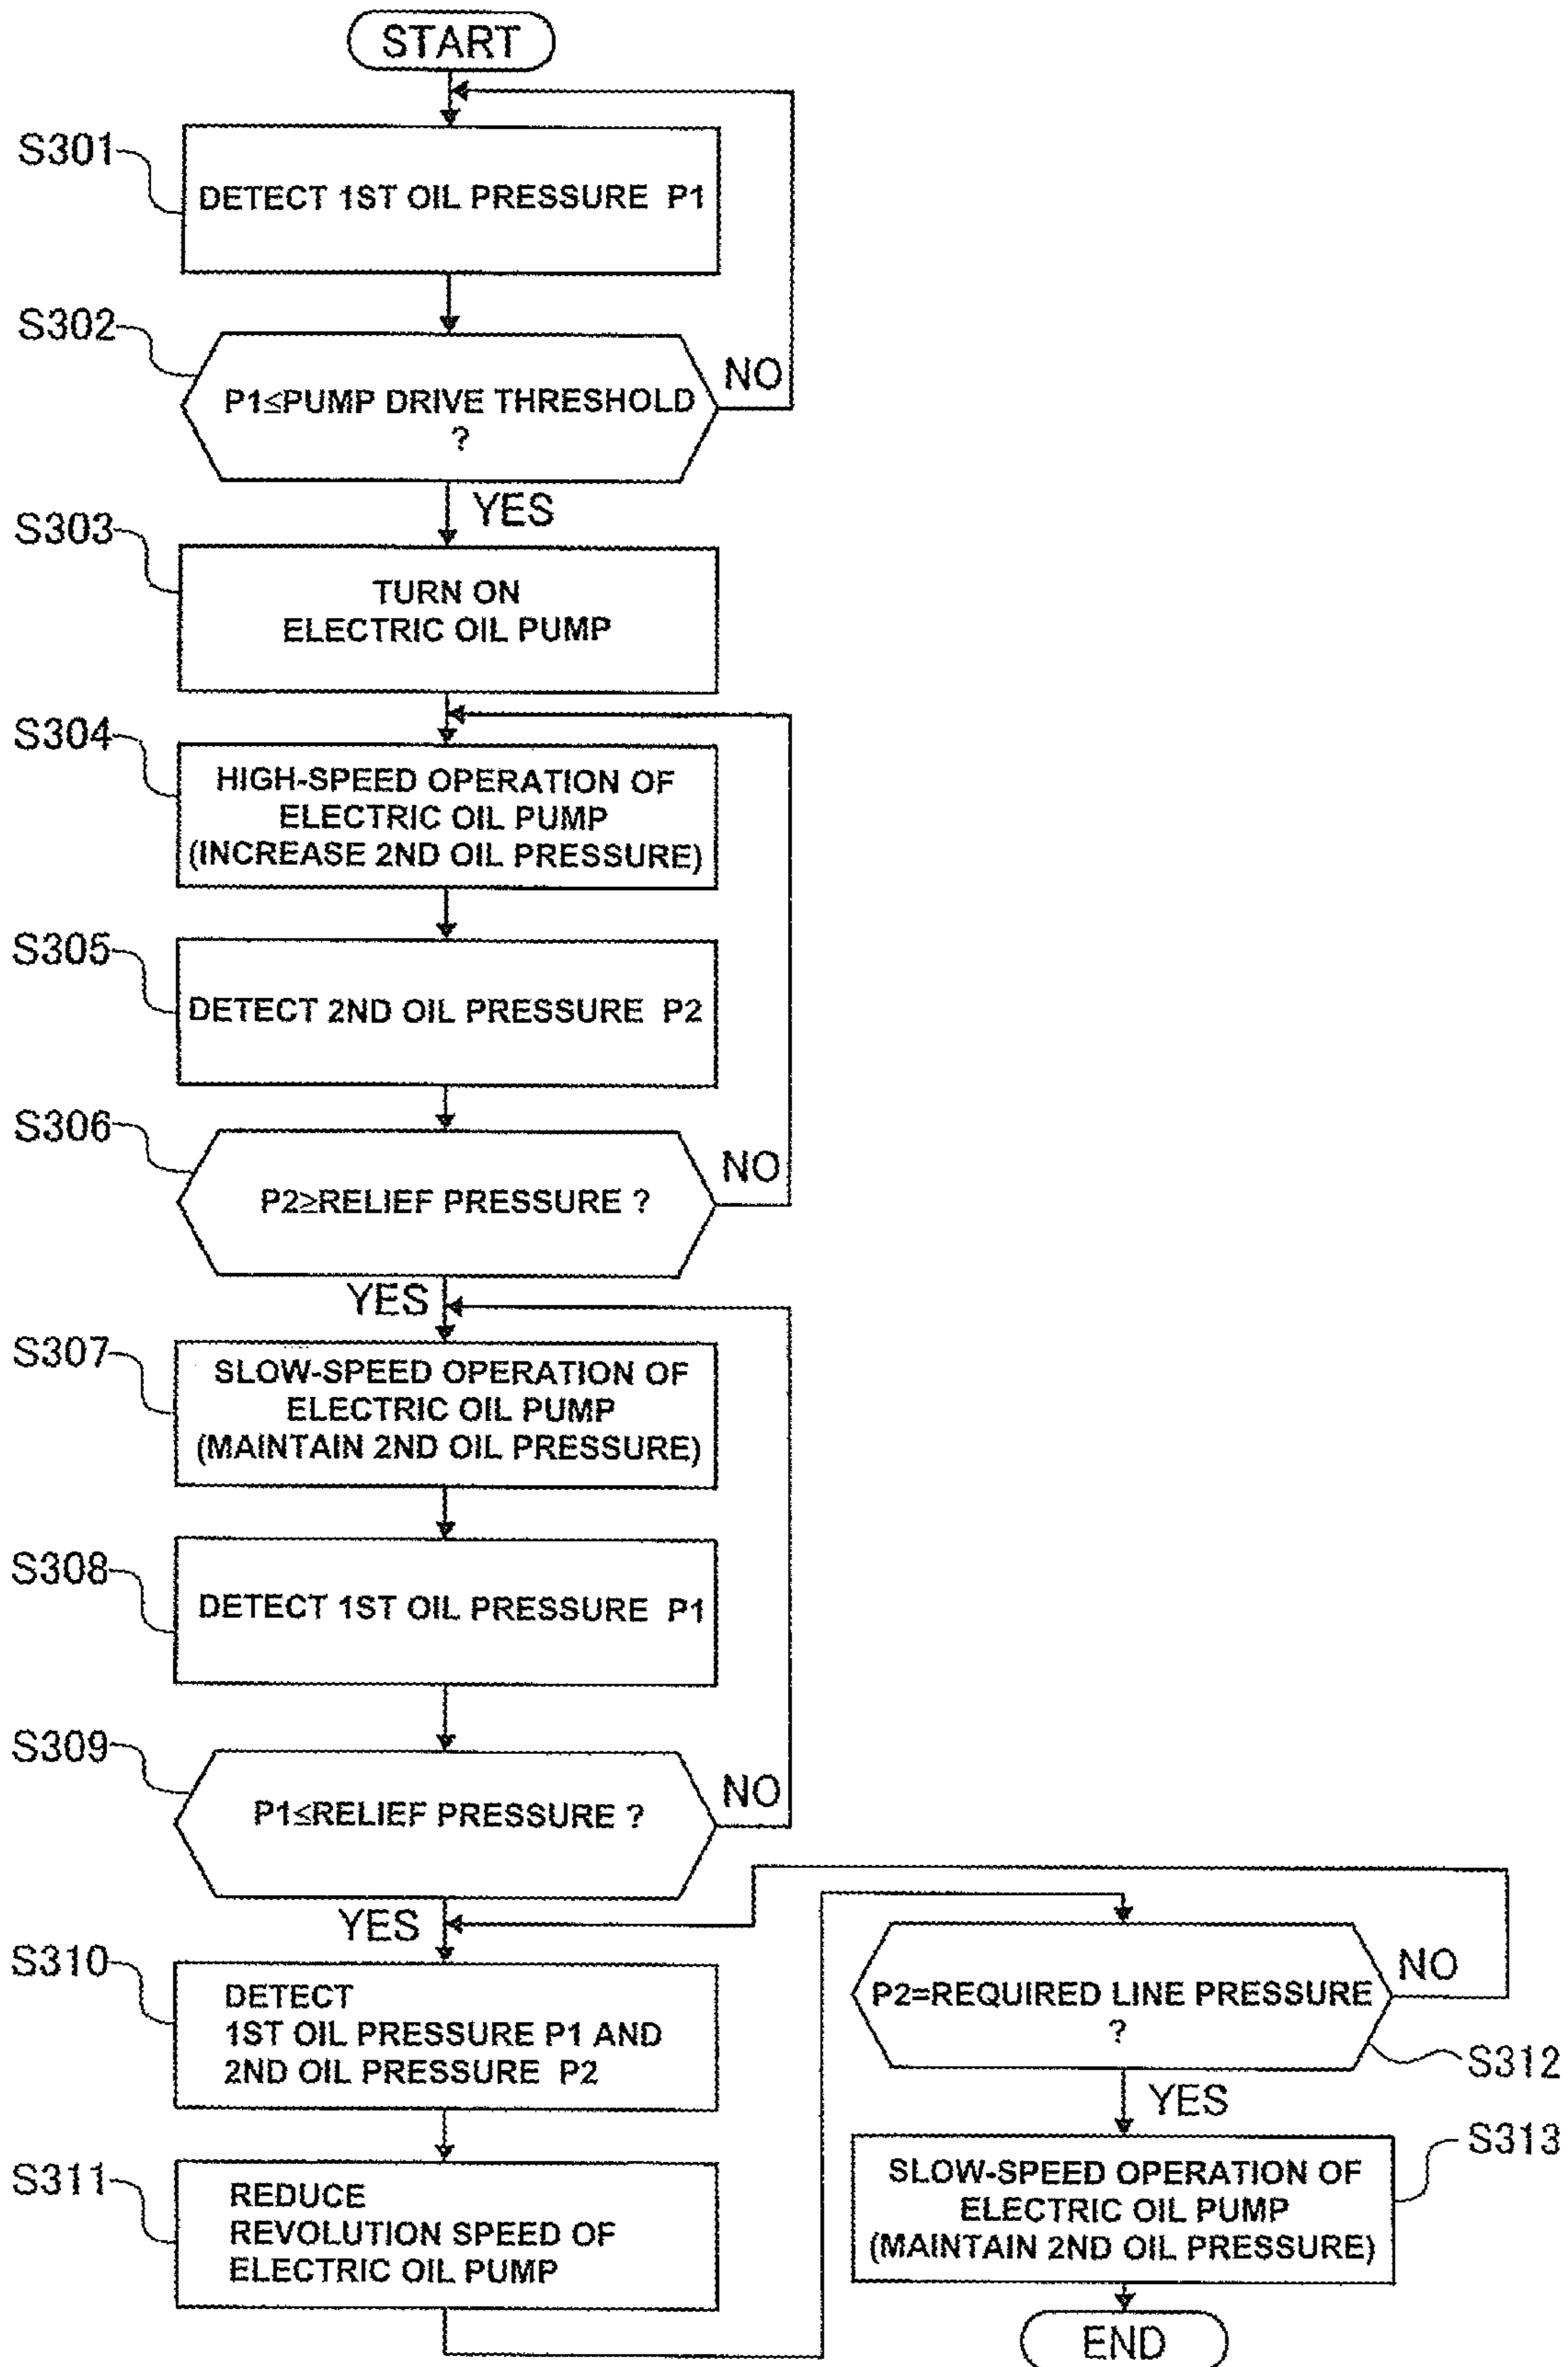 START
S301
DETECT 1ST OIL PRESSURE P1
S302
P1≤PUMP DRIVE THRESHOLD
?
NO
YES
S303
TURN ON
ELECTRIC OIL PUMP
S304
HIGH-SPEED OPERATION OF
ELECTRIC OIL PUMP
(INCREASE 2ND OIL PRESSURE)
S305
DETECT 2ND OIL PRESSURE P2
S306
P2≥RELIEF PRESSURE ?
NO
YES
S307
SLOW-SPEED OPERATION OF
ELECTRIC OIL PUMP
(MAINTAIN 2ND OIL PRESSURE)
S308
DETECT 1ST OIL PRESSURE P1
S309
P1≤RELIEF PRESSURE ?
NO
YES
S310
DETECT
1ST OIL PRESSURE P1 AND
2ND OIL PRESSURE P2
S311
REDUCE
REVOLUTION SPEED OF
ELECTRIC OIL PUMP
P2=REQUIRED LINE PRESSURE
?
NO
S312
YES
S313
SLOW-SPEED OPERATION OF
ELECTRIC OIL PUMP
(MAINTAIN 2ND OIL PRESSURE)
END